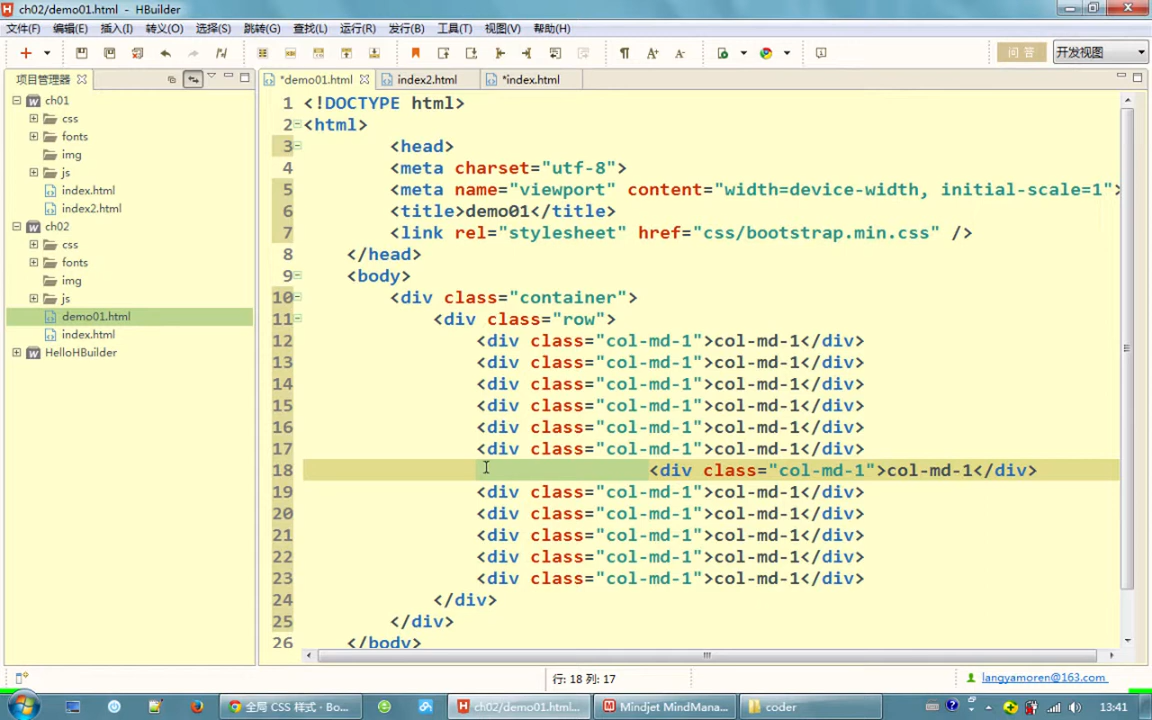 ch02/demo01.html - HBuilder
文件(F) 编辑(E) 插入(I) 转义(O) 选择(S) 跳转(G) 查找(L) 运行(R) 发行(B) 工具(T) 视图(V) 帮助(H)
问答 开发视图
项目管理器
*demo01.html index2.html *index.html
ch01
css
fonts
img
js
index.html
index2.html
ch02
css
fonts
img
js
demo01.html
index.html
HelloHBuilder
1 <!DOCTYPE html>
2 <html>
3 <head>
4 <meta charset="utf-8">
5 <meta name="viewport" content="width=device-width, initial-scale=1">
6 <title>demo01</title>
7 <link rel="stylesheet" href="css/bootstrap.min.css" />
8 </head>
9 <body>
10 <div class="container">
11 <div class="row">
12 <div class="col-md-1">col-md-1</div>
13 <div class="col-md-1">col-md-1</div>
14 <div class="col-md-1">col-md-1</div>
15 <div class="col-md-1">col-md-1</div>
16 <div class="col-md-1">col-md-1</div>
17 <div class="col-md-1">col-md-1</div>
18 <div class="col-md-1">col-md-1</div>
19 <div class="col-md-1">col-md-1</div>
20 <div class="col-md-1">col-md-1</div>
21 <div class="col-md-1">col-md-1</div>
22 <div class="col-md-1">col-md-1</div>
23 <div class="col-md-1">col-md-1</div>
24 </div>
25 </div>
26 </body>
行: 18 列: 17
langyamoren@163.com
全局 CSS 样式 · Bo... ch02/demo01.html... Mindjet MindMana... coder 13:41